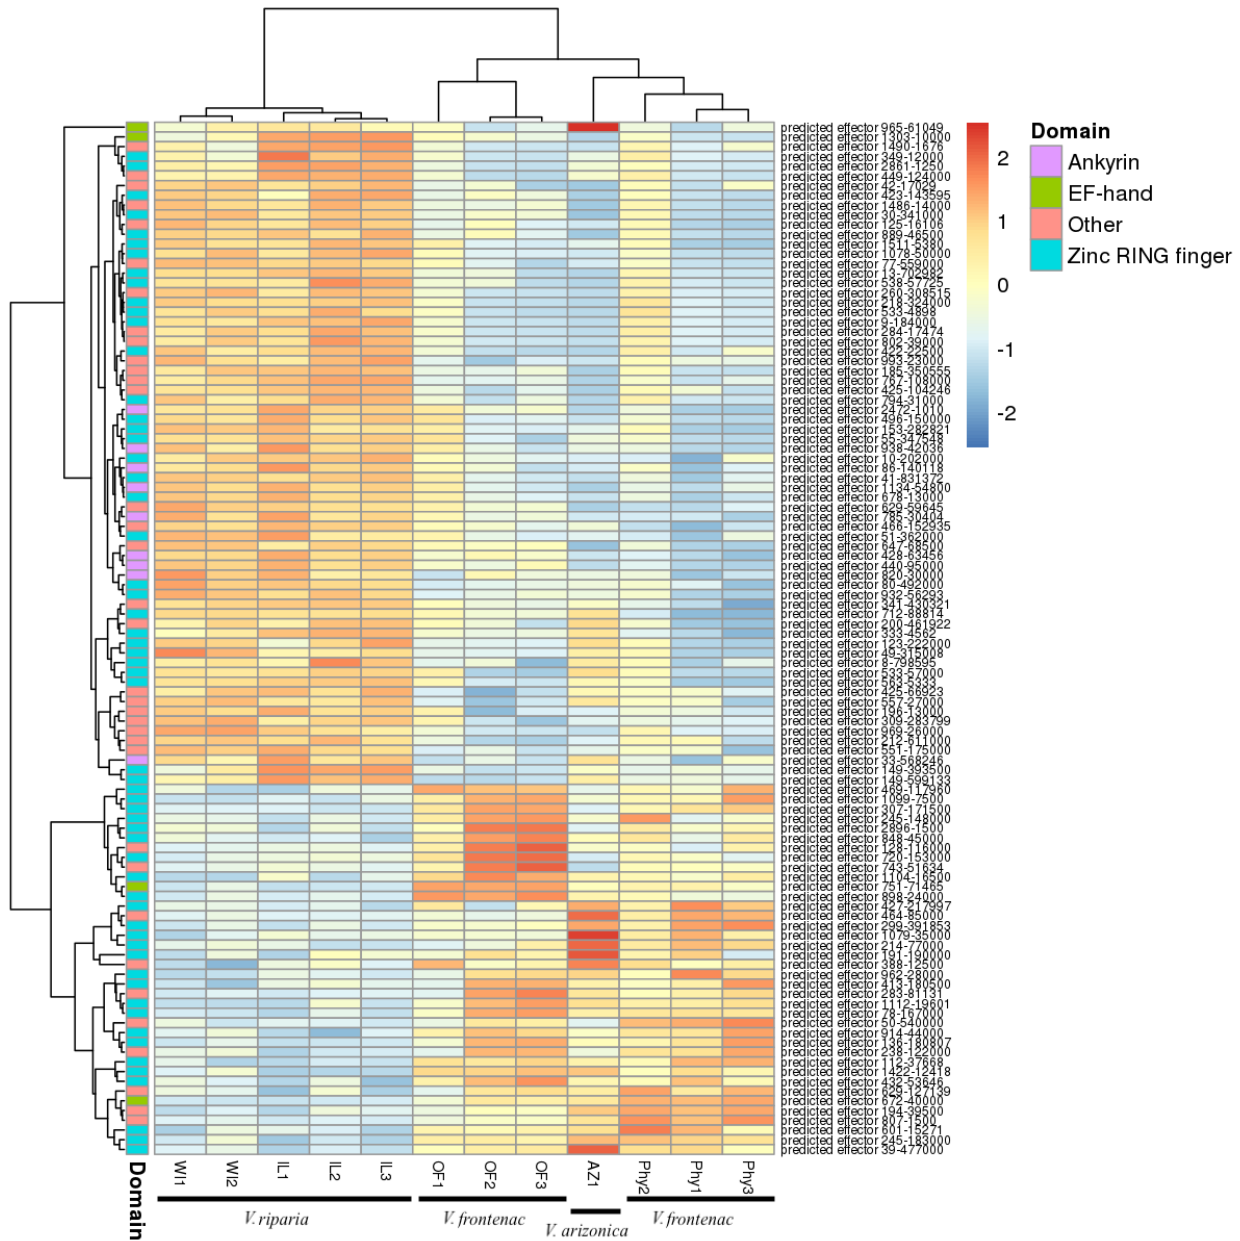 predicted effector 965-61049
predicted effector 1303-10000
predicted effector 1490-1676
predicted effector 349-12000
predicted effector 2861-1250
predicted effector 449-124000
predicted effector 42-17029
predicted effector 423-143595
predicted effector 1486-14000
predicted effector 30-341000
predicted effector 125-16106
predicted effector 889-46500
predicted effector 1511-5380
predicted effector 1078-50000
predicted effector 77-559000
predicted effector 13-702982
predicted effector 538-57725
predicted effector 260-308515
predicted effector 218-324000
predicted effector 533-4898
predicted effector 9-184000
predicted effector 284-17474
predicted effector 802-39000
predicted effector 422-22500
predicted effector 993-23000
predicted effector 185-350555
predicted effector 767-108000
predicted effector 425-104246
predicted effector 794-31000
predicted effector 2472-1010
predicted effector 496-150000
predicted effector 153-282821
predicted effector 55-347548
predicted effector 938-42036
predicted effector 10-202000
predicted effector 86-140118
predicted effector 41-831372
predicted effector 1134-54800
predicted effector 678-13000
predicted effector 629-59645
predicted effector 785-30404
predicted effector 466-152935
predicted effector 51-362000
predicted effector 647-68500
predicted effector 428-63456
predicted effector 440-95000
predicted effector 820-30000
predicted effector 80-492000
predicted effector 932-56293
predicted effector 341-430321
predicted effector 712-88814
predicted effector 200-461922
predicted effector 333-4562
predicted effector 123-222000
predicted effector 49-315008
predicted effector 8-798595
predicted effector 533-57000
predicted effector 563-5333
predicted effector 425-66923
predicted effector 557-27000
predicted effector 196-13000
predicted effector 309-283799
predicted effector 969-26000
predicted effector 212-611000
predicted effector 551-175000
predicted effector 33-568246
predicted effector 149-393500
predicted effector 149-599133
predicted effector 469-117960
predicted effector 1099-7500
predicted effector 307-171500
predicted effector 245-148000
predicted effector 2896-1500
predicted effector 848-45000
predicted effector 128-116000
predicted effector 720-153000
predicted effector 743-51634
predicted effector 1104-16500
predicted effector 751-71465
predicted effector 898-24000
predicted effector 427-217997
predicted effector 464-85000
predicted effector 299-391853
predicted effector 1079-35000
predicted effector 214-77000
predicted effector 191-190000
predicted effector 388-12500
predicted effector 962-28000
predicted effector 413-180500
predicted effector 283-81131
predicted effector 1112-19601
predicted effector 78-167000
predicted effector 50-540000
predicted effector 914-44000
predicted effector 136-180807
predicted effector 238-122000
predicted effector 112-37668
predicted effector 1422-12418
predicted effector 432-53646
predicted effector 629-127139
predicted effector 672-40000
predicted effector 194-39500
predicted effector 807-1500
predicted effector 601-15271
predicted effector 245-183000
predicted effector 39-477000
2
1
0
-1
-2
Domain
Ankyrin
EF-hand
Other
Zinc RING finger
Domain
WI1
WI2
IL1
IL2
IL3
OF1
OF2
OF3
AZ1
Phy2
Phy1
Phy3
V. riparia
V. frontenac
V. arizonica
V. frontenac